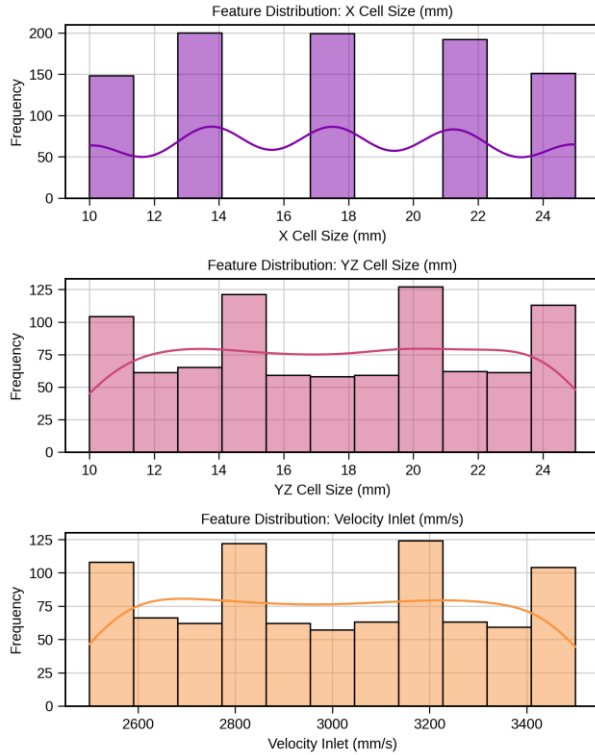 Feature Distribution: X Cell Size (mm)
Frequency
200
150
100
50
0
10 12 14 16 18 20 22 24
X Cell Size (mm)
Feature Distribution: YZ Cell Size (mm)
Frequency
125
100
75
50
25
0
10 12 14 16 18 20 22 24
YZ Cell Size (mm)
Feature Distribution: Velocity Inlet (mm/s)
Frequency
125
100
75
50
25
0
2600 2800 3000 3200 3400
Velocity Inlet (mm/s)